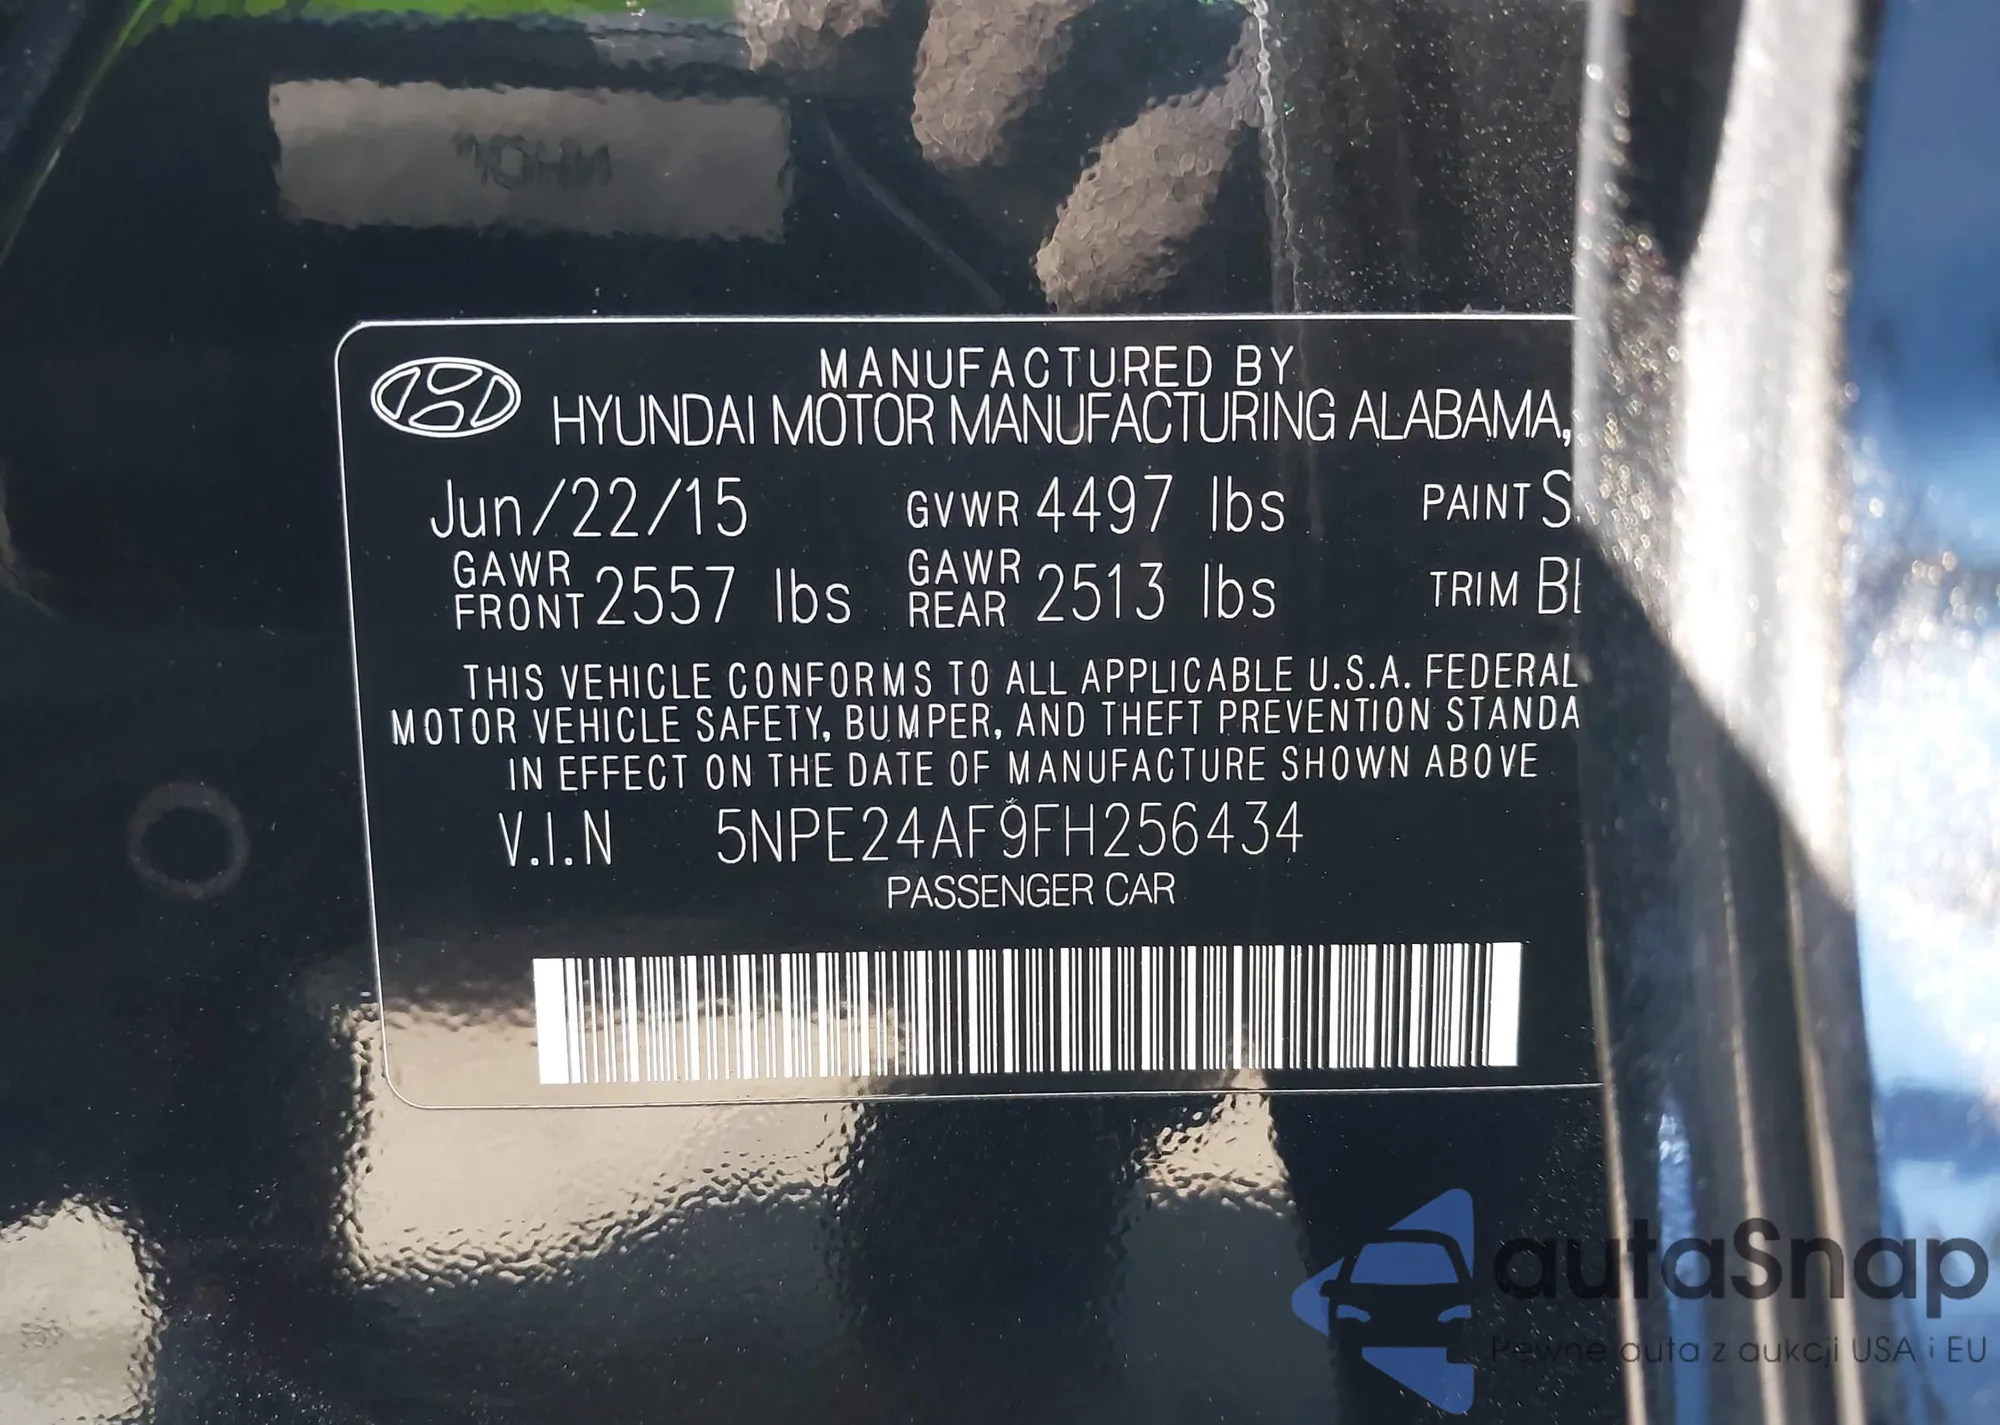 MANUFACTURED BY
HYUNDAI MOTOR MANUFACTURING ALABAMA,
Jun/22/15 GVWR 4497 lbs PAINT S
GAWR FRONT 2557 lbs GAWR REAR 2513 lbs TRIM
THIS VEHICLE CONFORMS TO ALL APPLICABLE U.S.A. FEDERAL
MOTOR VEHICLE SAFETY, BUMPER, AND THEFT PREVENTION STANDA
IN EFFECT ON THE DATE OF MANUFACTURE SHOWN ABOVE
V.I.N 5NPE24AF9FH256434
PASSENGER CAR
autaSnap
Pewne auta z aukcji USA i EU